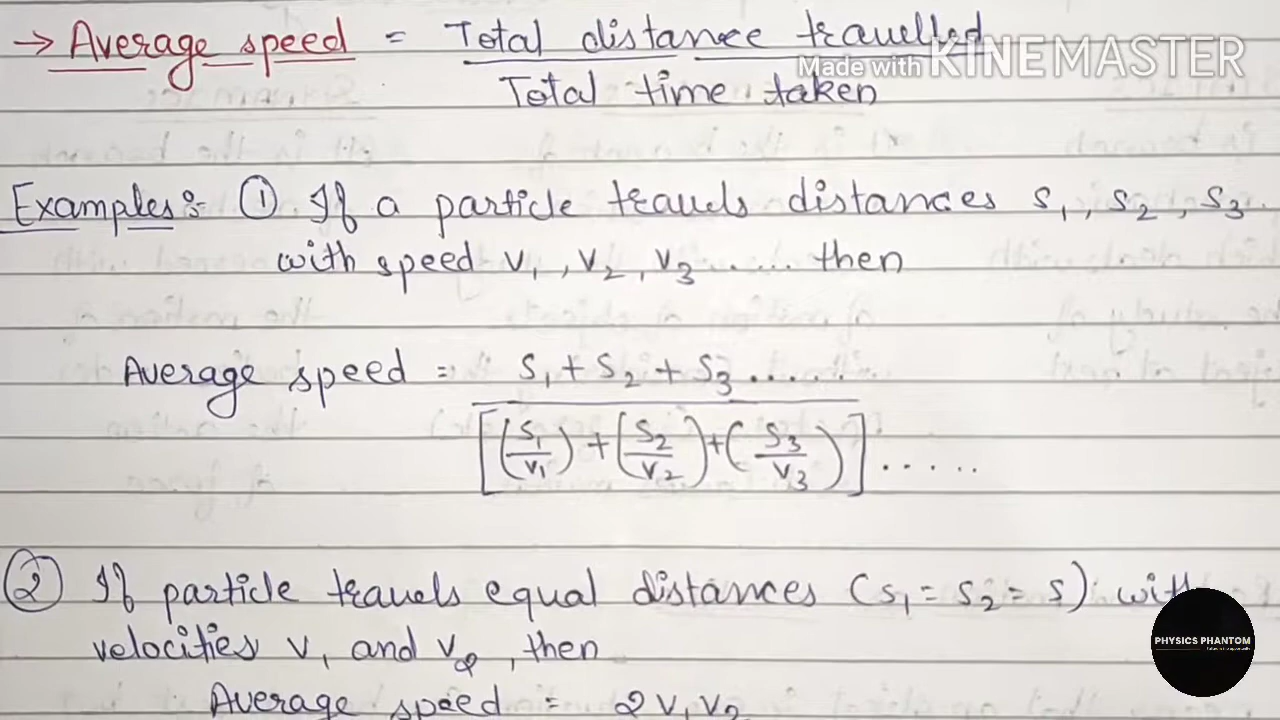 → Average speed = Total distance travelled
Made with KINEMASTER
Total time taken
Examples:- ① If a particle travels distances s₁, s₂, s₃
with speed v₁, v₂, v₃ ..... then
Average speed = s₁ + s₂ + s₃ ......
[(s₁/v₁) + (s₂/v₂) + (s₃/v₃)] ......
② If particle travels equal distances (s₁ = s₂ = s) with
velocities v₁ and v₂, then
PHYSICS PHANTOM
Average speed = 2v₁v₂